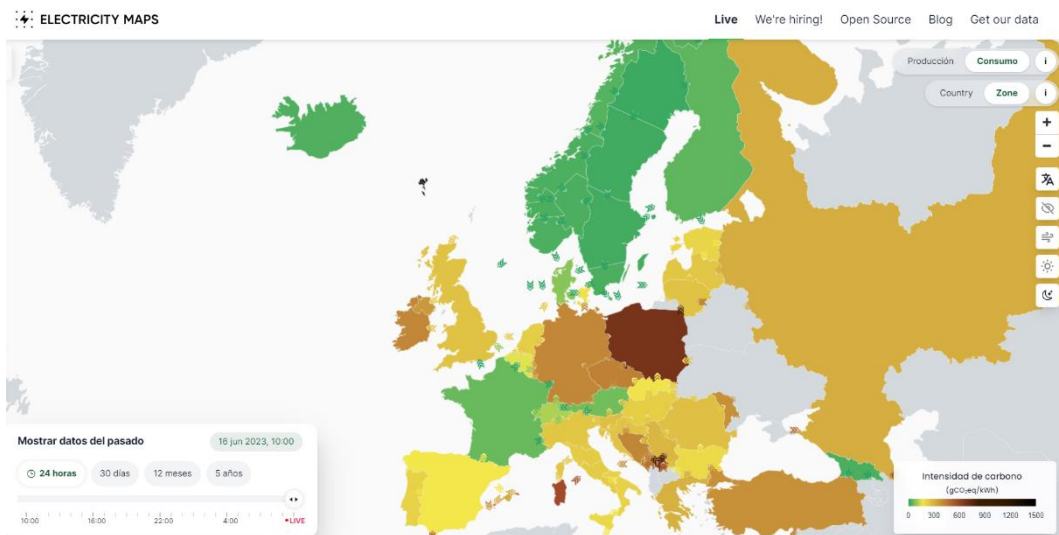 ELECTRICITY MAPS
Live We're hiring! Open Source Blog Get our data
Producción Consumo i
Country Zone i
+
−
Mostrar datos del pasado 16 jun 2023, 10:00
24 horas 30 días 12 meses 5 años
10:00 16:00 22:00 4:00 LIVE
Intensidad de carbono
(gCO₂eq/kWh)
0 300 600 900 1200 1500